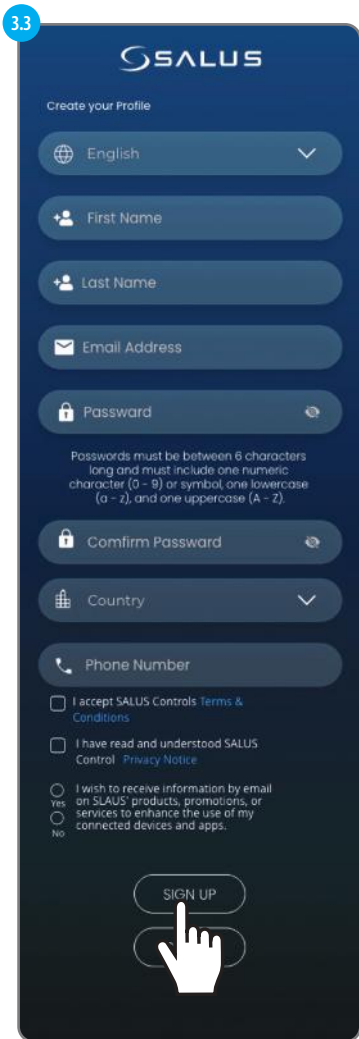 3.3
SALUS
Create your Profile
English
First Name
Last Name
Email Address
Password
Passwords must be between 6 characters
long and must include one numeric
character (0 - 9) or symbol, one lowercase
(a - z), and one uppercase (A - Z).
Comfirm Password
Country
Phone Number
I accept SALUS Controls Terms &
Conditions
I have read and understood SALUS
Control Privacy Notice
Yes
No
I wish to receive information by email
on SLAUS' products, promotions, or
services to enhance the use of my
connected devices and apps.
SIGN UP